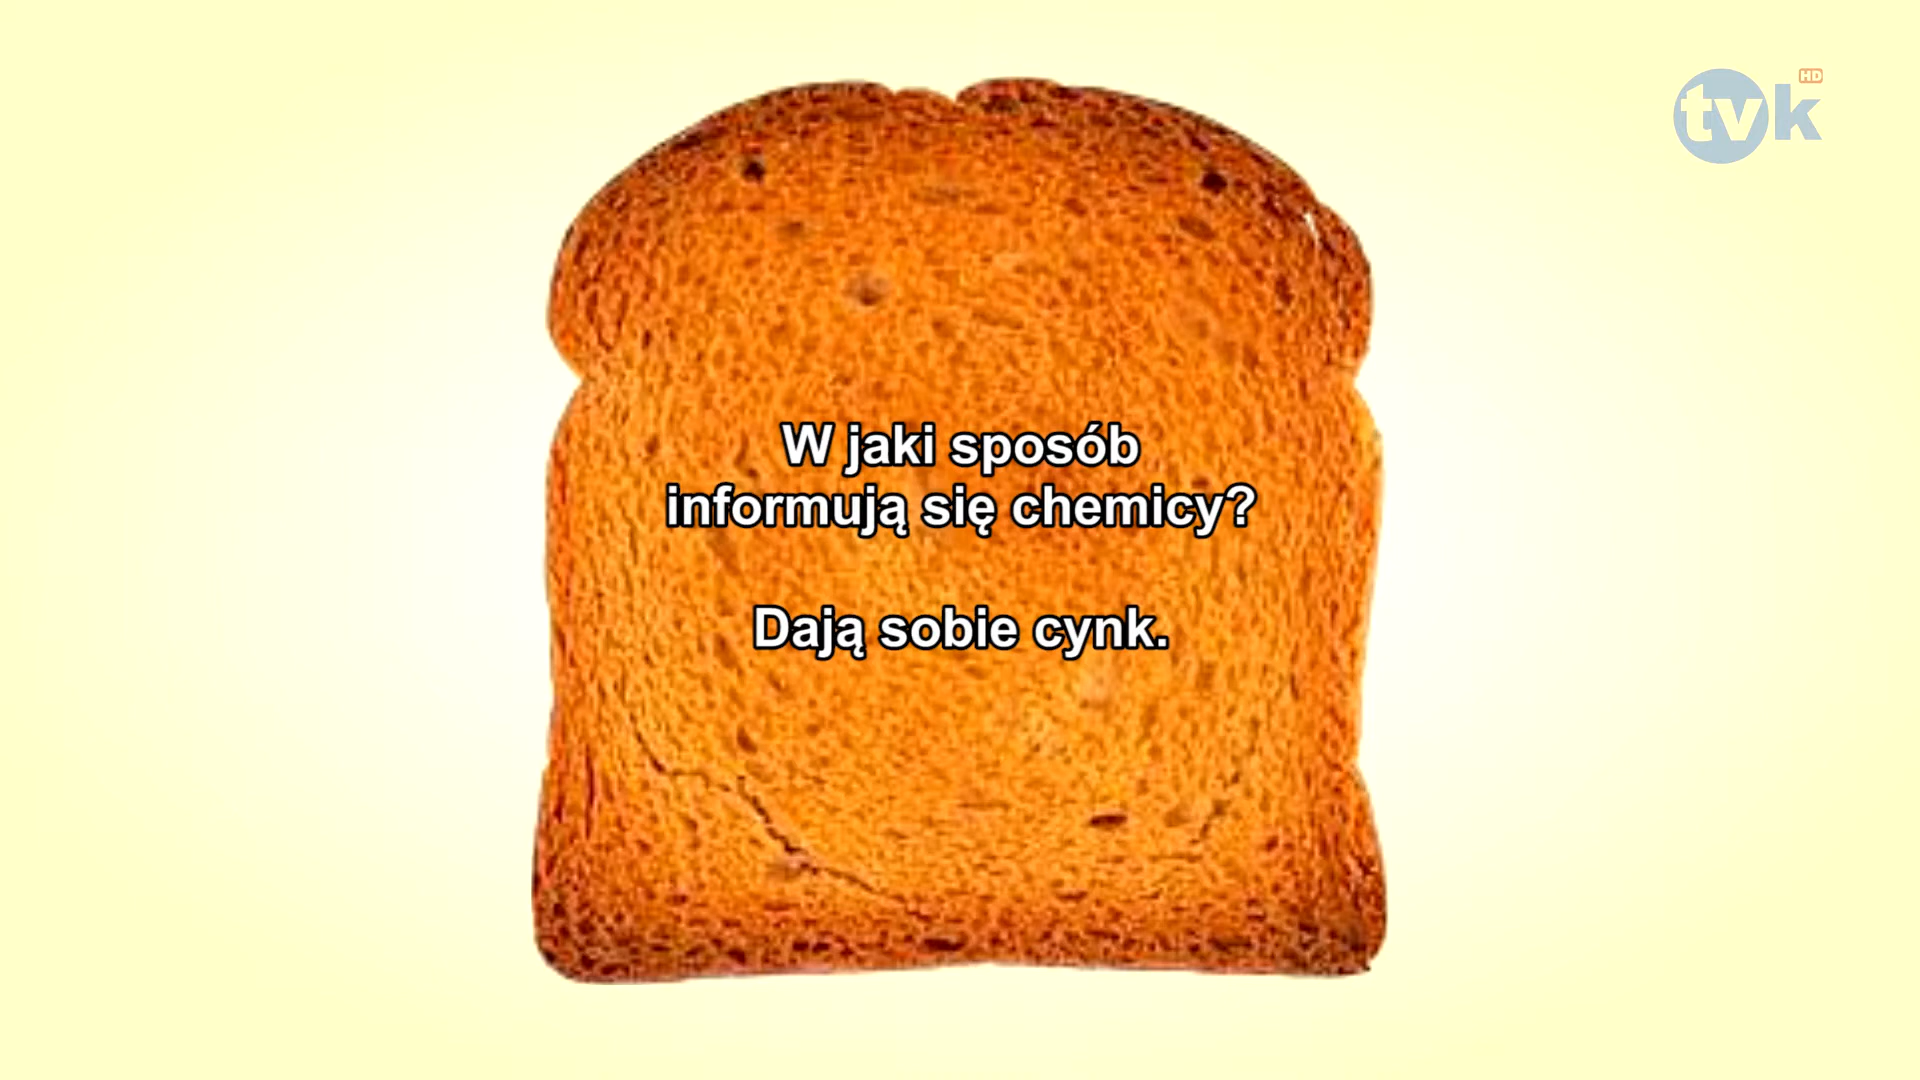 tvk HD
W jaki sposób
informują się chemicy?
Dają sobie cynk.